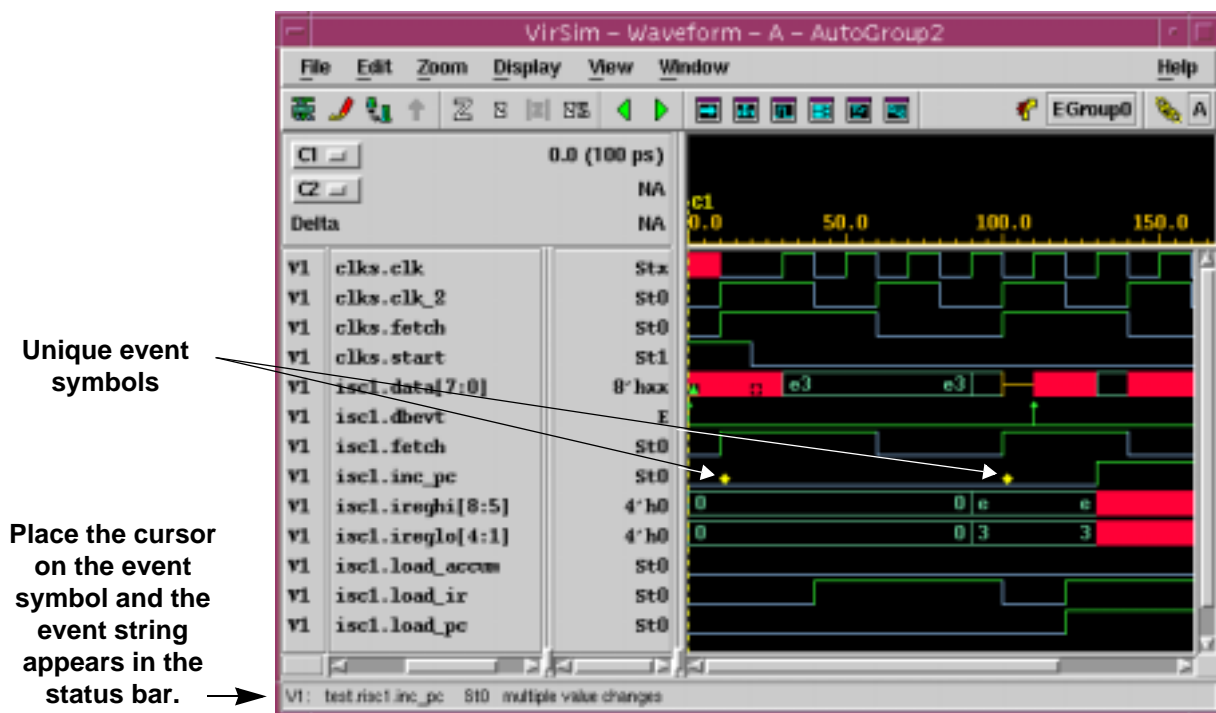 VirSim – Waveform – A – AutoGroup2
File Edit Zoom Display View Window Help
EGroup0 A
C1 0.0 (100 ps)
C2 NA
Delta NA
C1
0.0 50.0 100.0 150.0
V1 clks.clk Stx
V1 clks.clk_2 St0
V1 clks.fetch St0
V1 clks.start St1
V1 isc1.data[7:0] 8'hxx e3 e3
V1 isc1.dbevt E
V1 isc1.fetch St0
V1 isc1.inc_pc St0
V1 isc1.ireghi[8:5] 4'h0 0 0 e e
V1 isc1.ireglo[4:1] 4'h0 0 0 3 3
V1 isc1.load_accum St0
V1 isc1.load_ir St0
V1 isc1.load_pc St0
V1: test.risc1.inc_pc St0 multiple value changes
Unique event
symbols
Place the cursor
on the event
symbol and the
event string
appears in the
status bar.